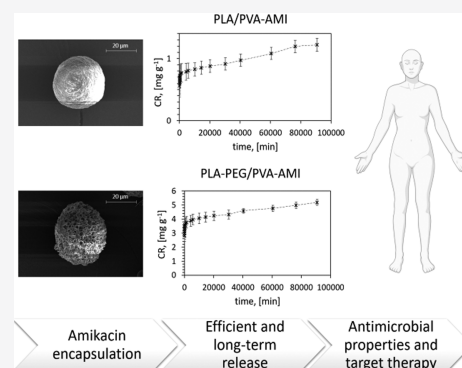 PLA/PVA-AMI
20 µm
CR, [mg g⁻¹]
1
0
0 20000 40000 60000 80000 100000
time, [min]
PLA-PEG/PVA-AMI
20 µm
CR, [mg g⁻¹]
6
5
4
3
2
1
0
0 20000 40000 60000 80000 100000
time, [min]
Amikacin
encapsulation
Efficient and
long-term
release
Antimicrobial
properties and
target therapy